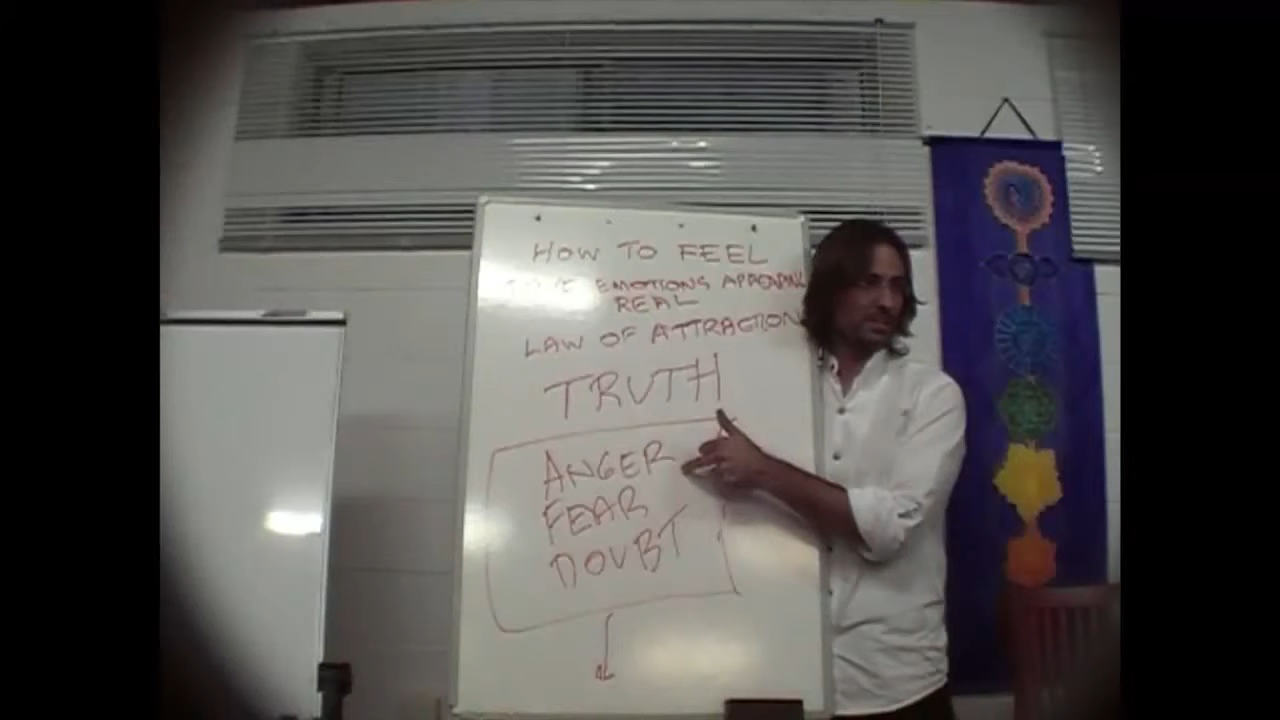 HOW TO FEEL
EMOTIONS APPEARING
REAL
LAW OF ATTRACTION
TRUTH
ANGER
FEAR
DOUBT